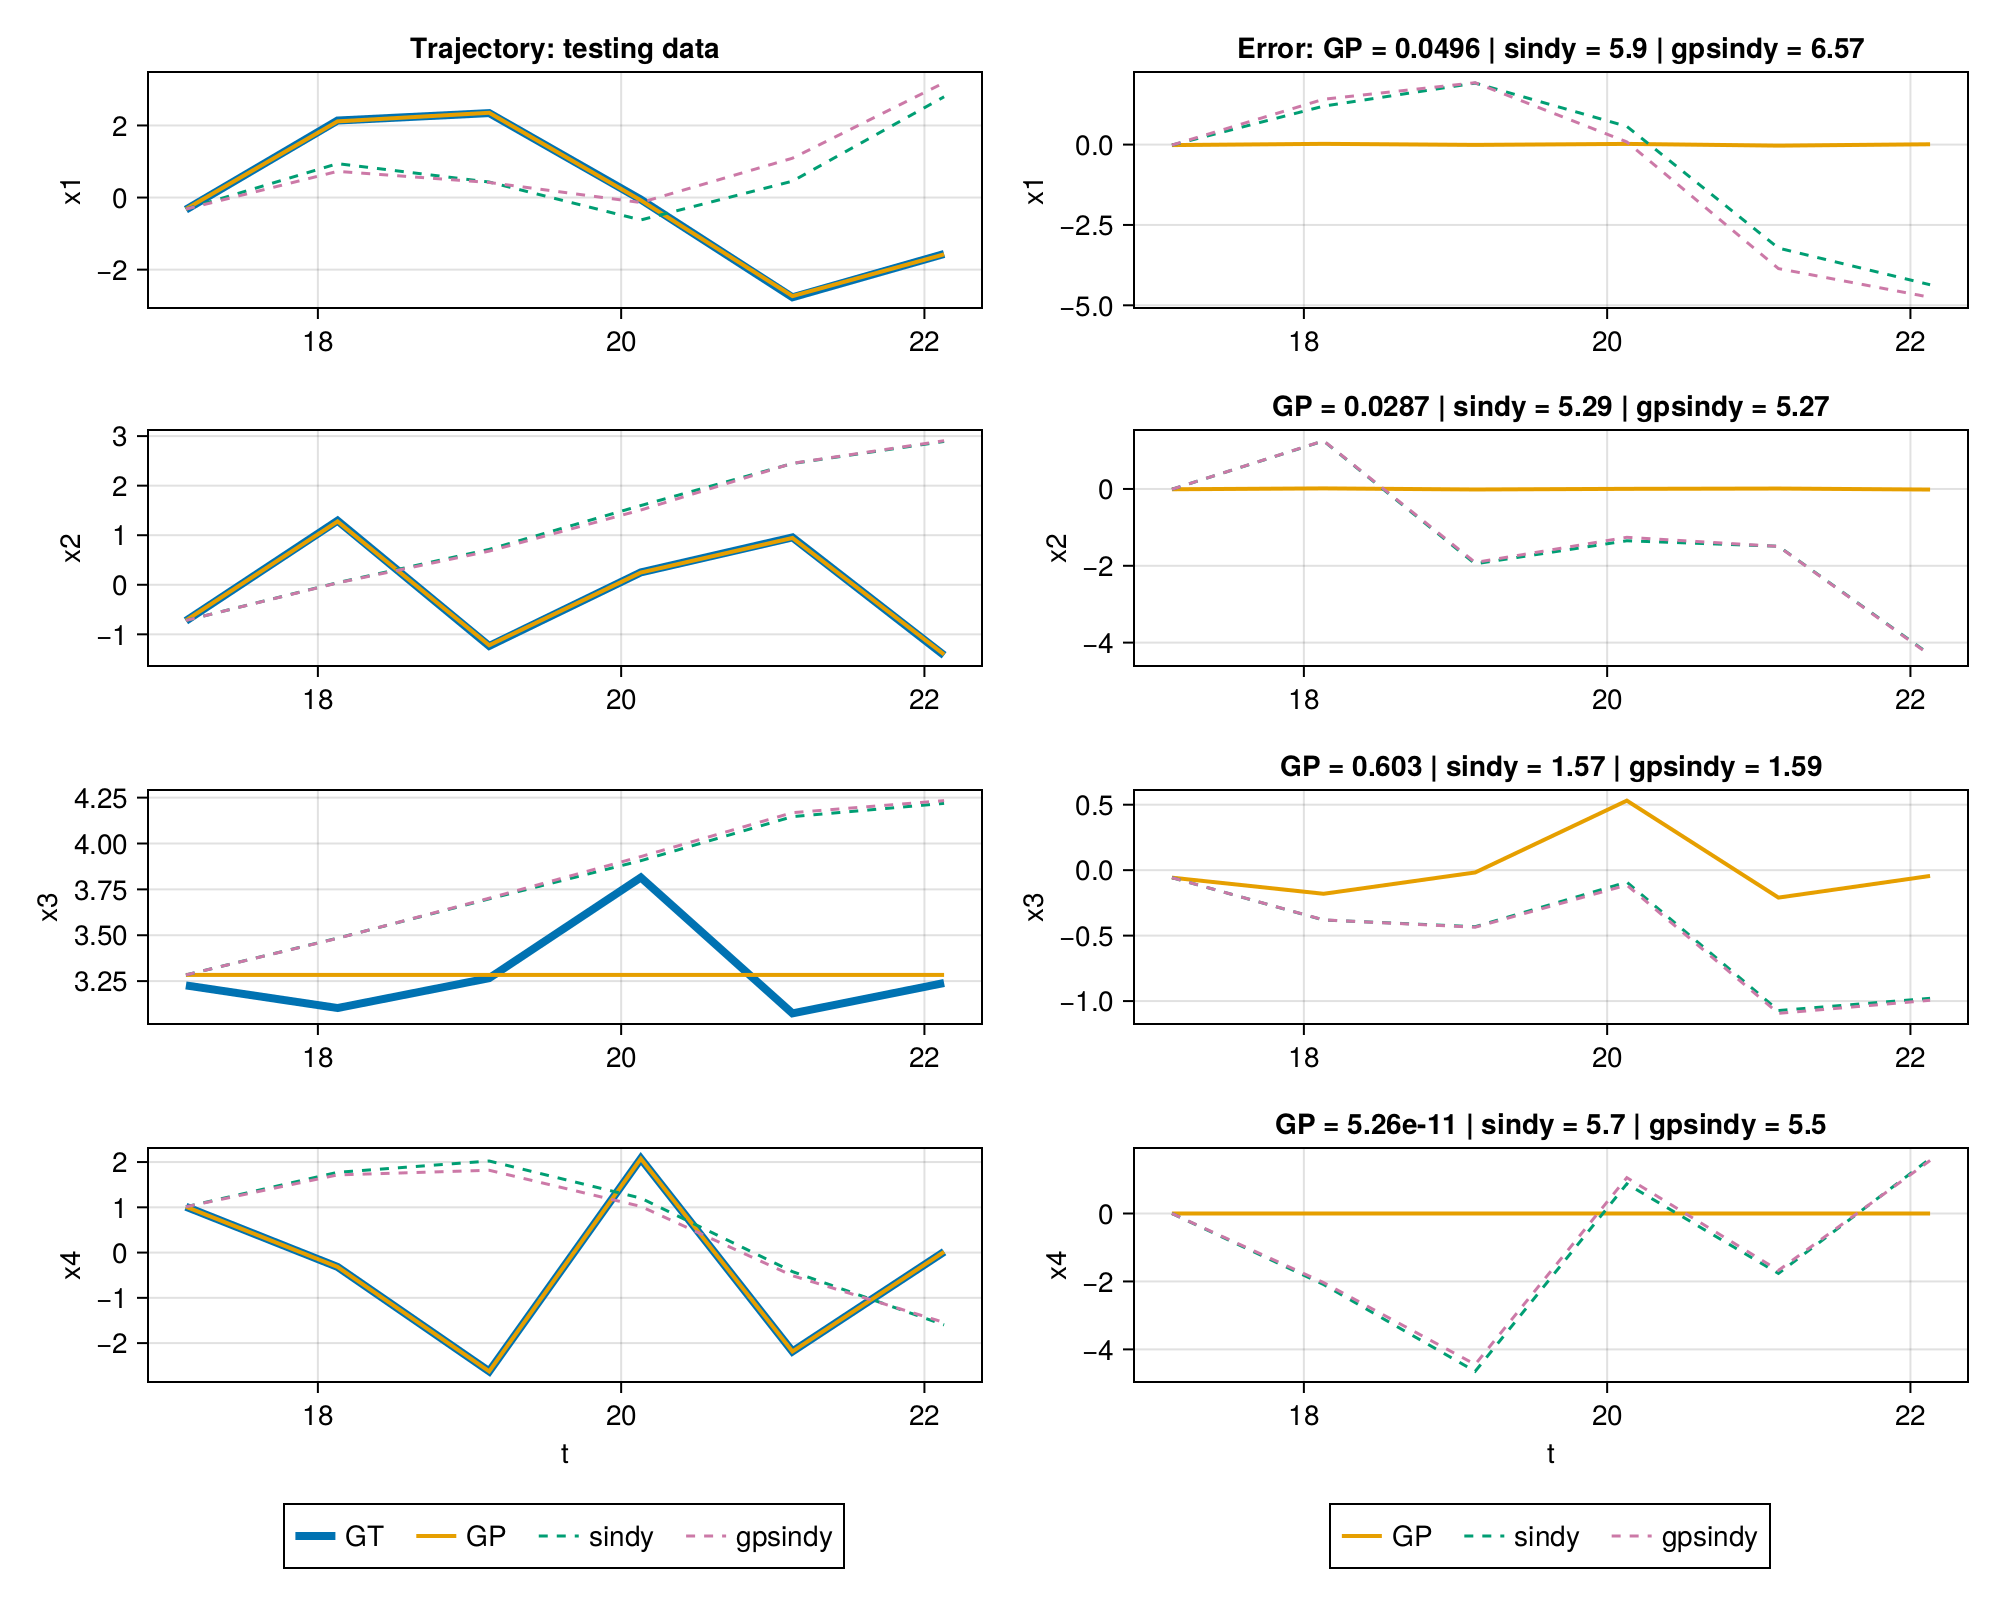 Trajectory: testing data
Error: GP = 0.0496 | sindy = 5.9 | gpsindy = 6.57
x1
2
0
−2
18 20 22
x1
0.0
−2.5
−5.0
18 20 22
GP = 0.0287 | sindy = 5.29 | gpsindy = 5.27
x2
3
2
1
0
−1
18 20 22
x2
0
−2
−4
18 20 22
GP = 0.603 | sindy = 1.57 | gpsindy = 1.59
x3
4.25
4.00
3.75
3.50
3.25
18 20 22
x3
0.5
0.0
−0.5
−1.0
18 20 22
GP = 5.26e-11 | sindy = 5.7 | gpsindy = 5.5
x4
2
1
0
−1
−2
18 20 22
t
x4
0
−2
−4
18 20 22
t
GT GP sindy gpsindy
GP sindy gpsindy